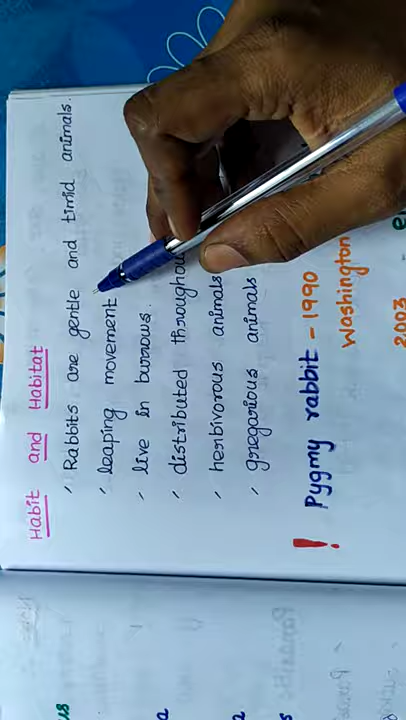 Habit and Habitat
Rabbits are gentle and timid animals.
leaping movement
live in burrows.
distributed
herbivorous animals
gregarious animals
! Pygmy rabbit - 1990
Washington
2003